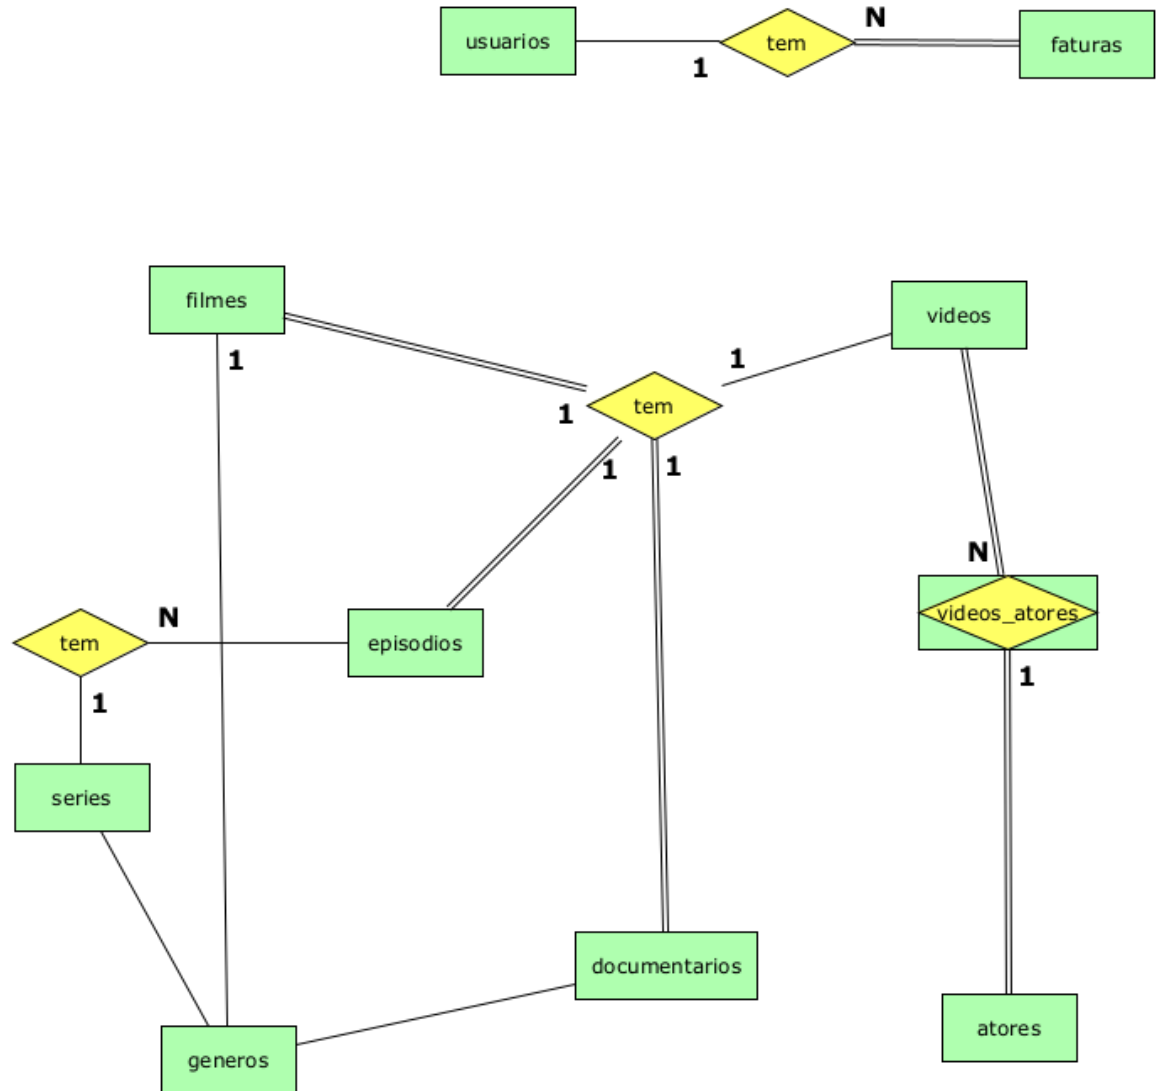 usuarios
1
tem
N
faturas
filmes
1
videos
1
tem
1
1
1
N
videos_atores
1
tem
N
episodios
1
series
documentarios
generos
atores